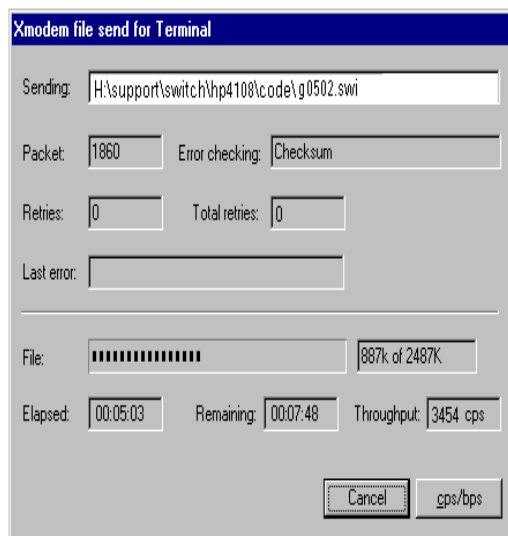 Xmodem file send for Terminal
Sending: H:\support\switch\hp4108\code\g0502.swi
Packet: 1860 Error checking: Checksum
Retries: 0 Total retries: 0
Last error:
File: 887k of 2487K
Elapsed: 00:05:03 Remaining: 00:07:48 Throughput: 3454 cps
Cancel cps/bps